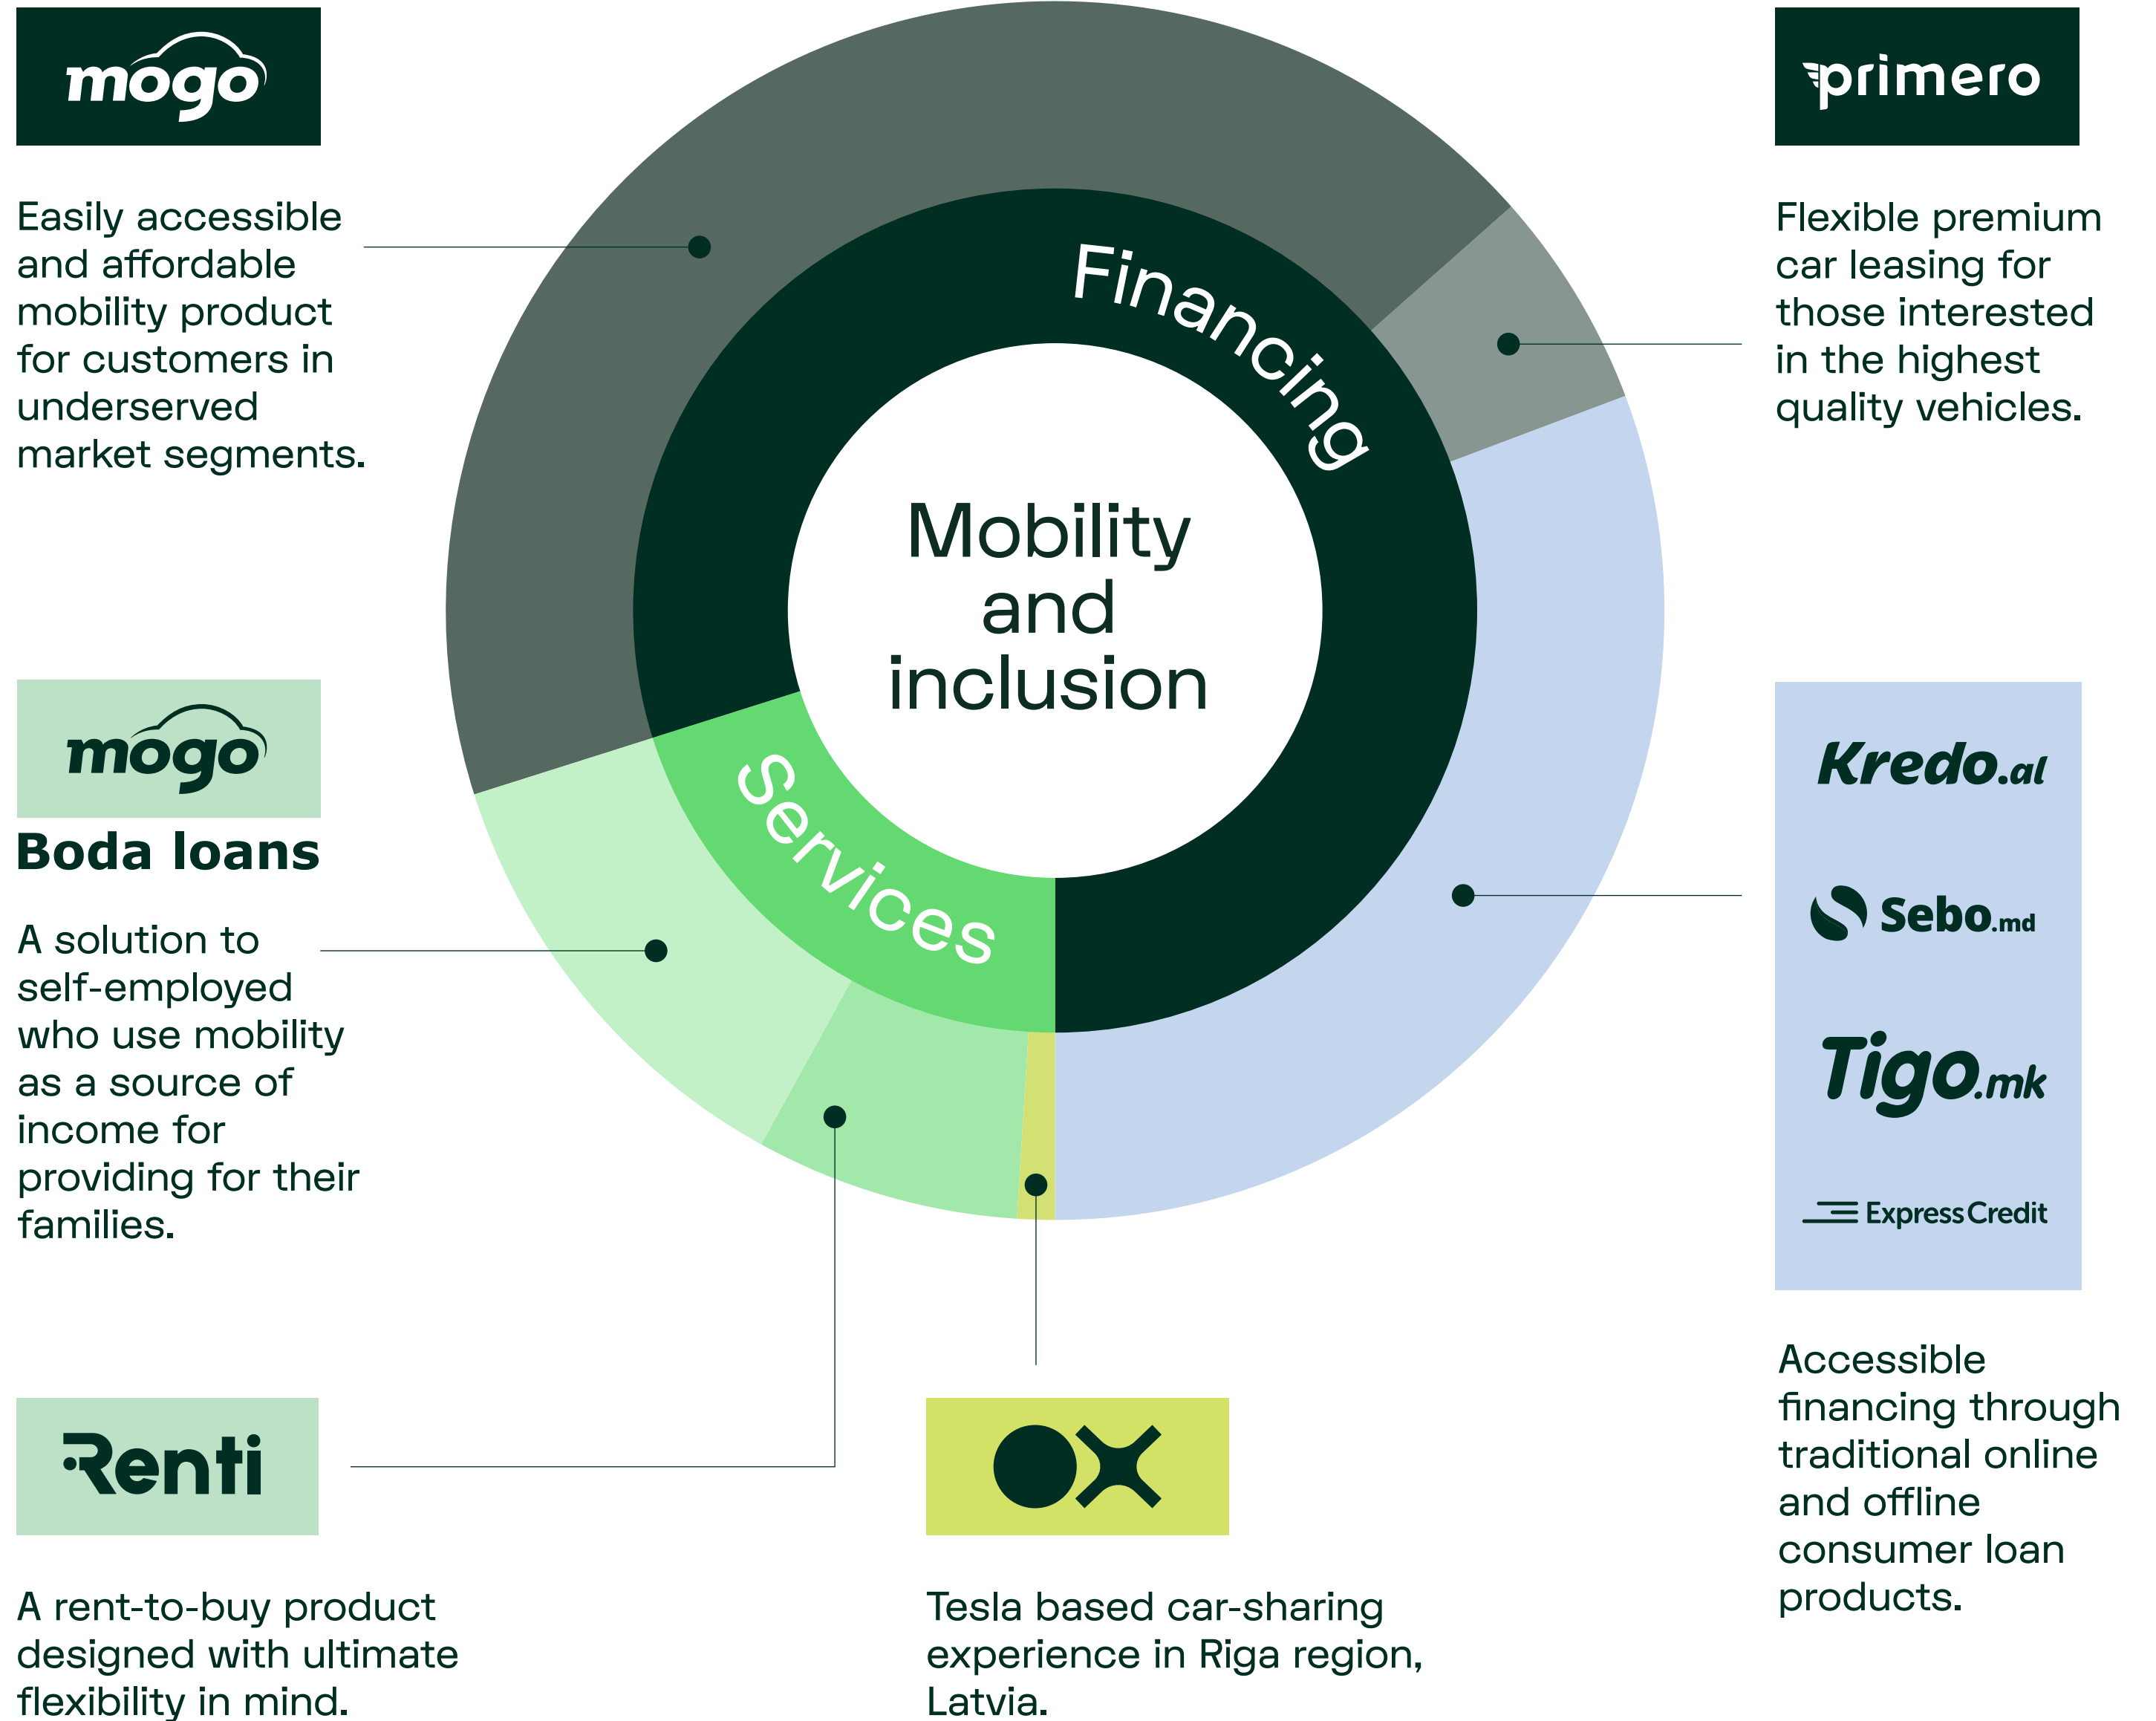 mogo
Easily accessible
and affordable
mobility product
for customers in
underserved
market segments.
primero
Flexible premium
car leasing for
those interested
in the highest
quality vehicles.
Financing
Mobility
and
inclusion
Services
mogo
Boda loans
A solution to
self-employed
who use mobility
as a source of
income for
providing for their
families.
Kredo.al
Sebo.md
Tigo.mk
ExpressCredit
Accessible
financing through
traditional online
and offline
consumer loan
products.
Renti
A rent-to-buy product
designed with ultimate
flexibility in mind.
OX
Tesla based car-sharing
experience in Riga region,
Latvia.